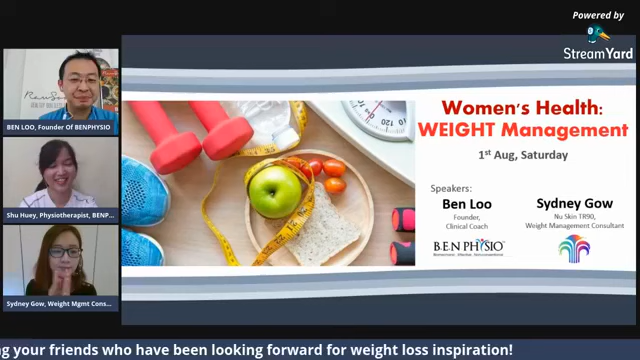 Powered by
StreamYard
BEN LOO, Founder Of BENPHYSIO
Shu Huey, Physiotherapist, BENP...
Sydney Gow, Weight Mgmt Cons...
Women's Health:
WEIGHT Management
1st Aug, Saturday
Speakers:
Ben Loo
Founder,
Clinical Coach
B.E.N PHYSIO
Sydney Gow
Nu Skin TR90,
Weight Management Consultant
120
g your friends who have been looking forward for weight loss inspiration!